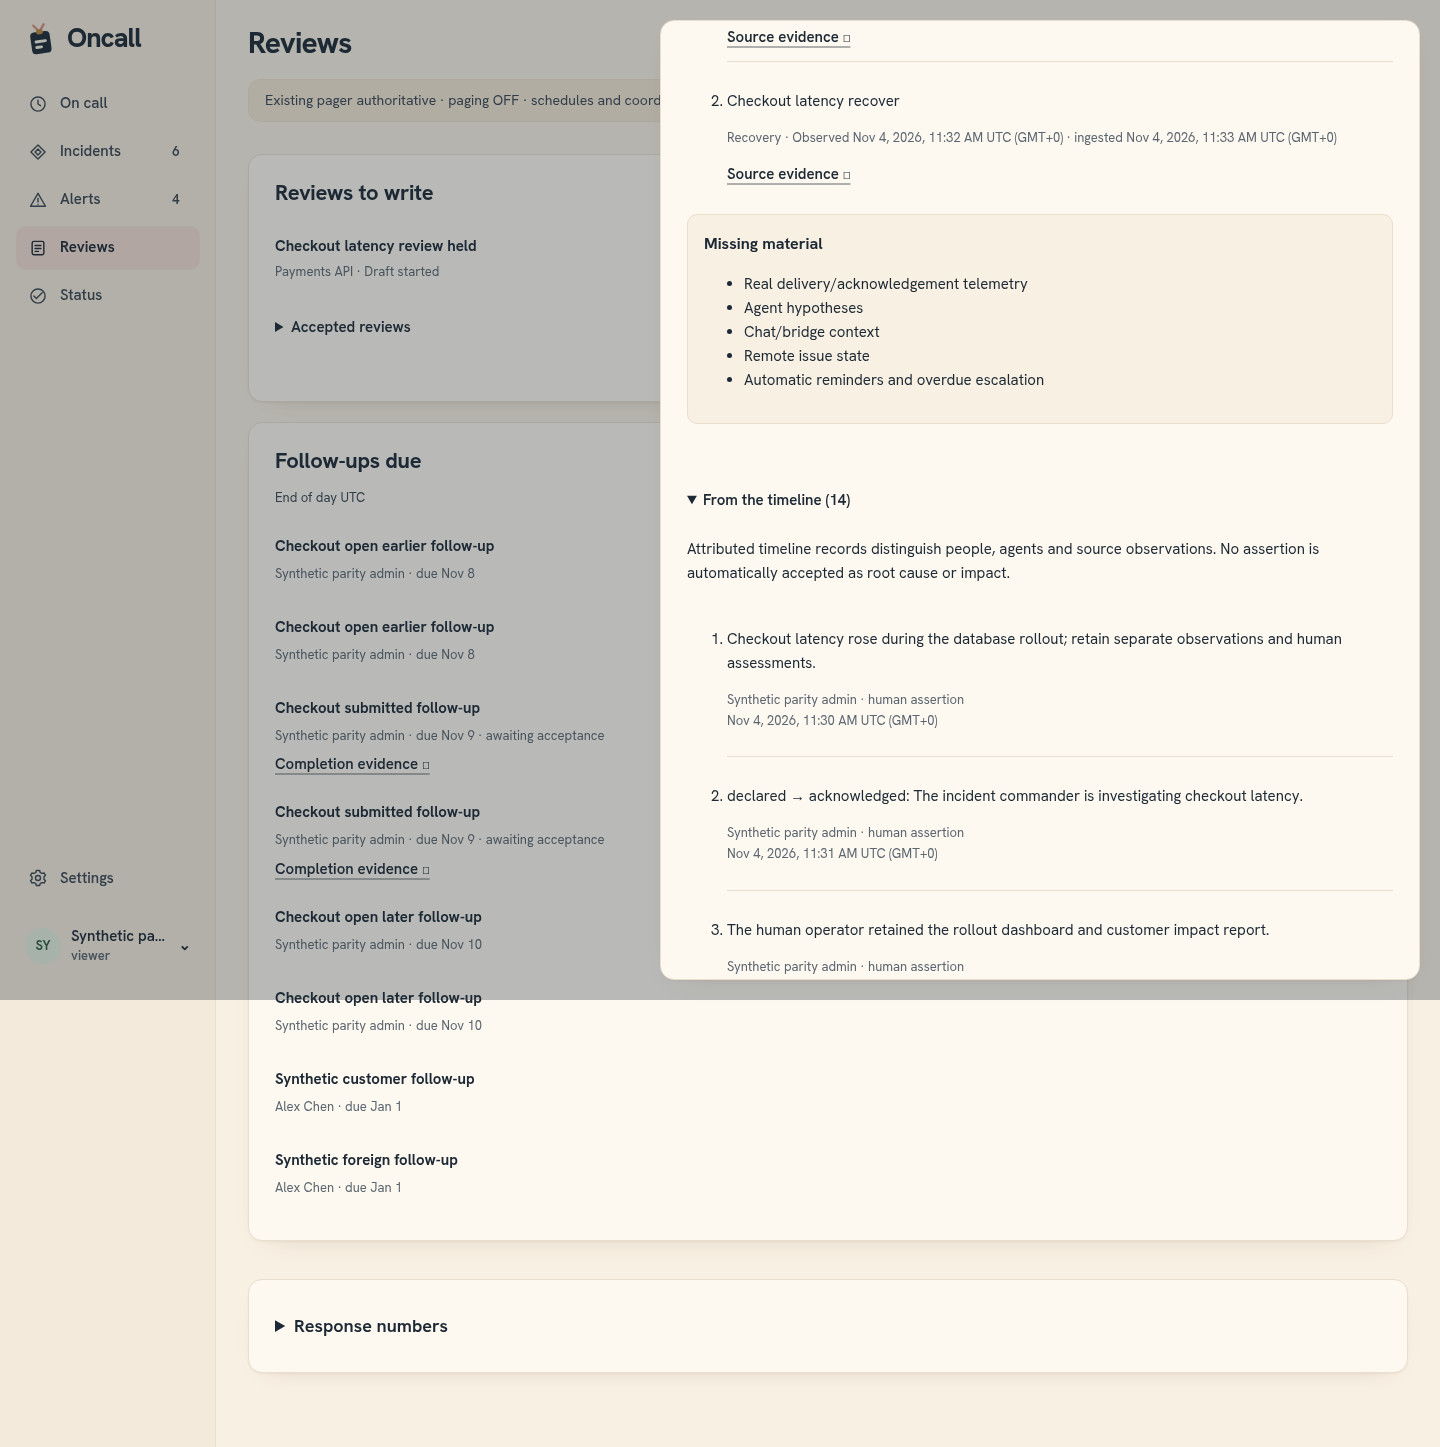 Oncall
On call
Incidents 6
Alerts 4
Reviews
Status
Settings
SY
Synthetic pa...
viewer
Reviews
Existing pager authoritative · paging OFF · schedules and coord
Reviews to write
Checkout latency review held
Payments API · Draft started
Accepted reviews
Follow-ups due
End of day UTC
Checkout open earlier follow-up
Synthetic parity admin · due Nov 8
Checkout open earlier follow-up
Synthetic parity admin · due Nov 8
Checkout submitted follow-up
Synthetic parity admin · due Nov 9 · awaiting acceptance
Completion evidence
Checkout submitted follow-up
Synthetic parity admin · due Nov 9 · awaiting acceptance
Completion evidence
Checkout open later follow-up
Synthetic parity admin · due Nov 10
Checkout open later follow-up
Synthetic parity admin · due Nov 10
Synthetic customer follow-up
Alex Chen · due Jan 1
Synthetic foreign follow-up
Alex Chen · due Jan 1
Response numbers
Source evidence
2. Checkout latency recover
Recovery · Observed Nov 4, 2026, 11:32 AM UTC (GMT+0) · ingested Nov 4, 2026, 11:33 AM UTC (GMT+0)
Source evidence
Missing material
• Real delivery/acknowledgement telemetry
• Agent hypotheses
• Chat/bridge context
• Remote issue state
• Automatic reminders and overdue escalation
From the timeline (14)
Attributed timeline records distinguish people, agents and source observations. No assertion is
automatically accepted as root cause or impact.
1. Checkout latency rose during the database rollout; retain separate observations and human
assessments.
Synthetic parity admin · human assertion
Nov 4, 2026, 11:30 AM UTC (GMT+0)
2. declared → acknowledged: The incident commander is investigating checkout latency.
Synthetic parity admin · human assertion
Nov 4, 2026, 11:31 AM UTC (GMT+0)
3. The human operator retained the rollout dashboard and customer impact report.
Synthetic parity admin · human assertion